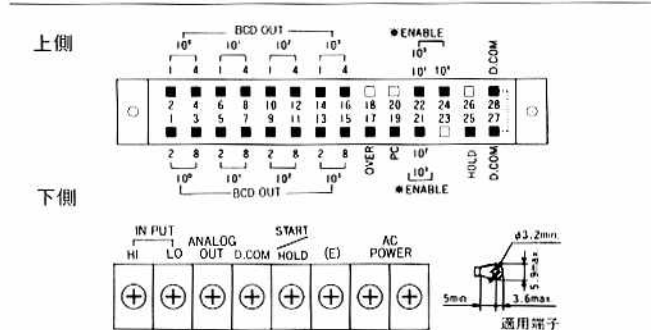 上側
BCD OUT
●ENABLE
10⁰ 10¹ 10² 10³
10³
D.COM
1 4 1 4 1 4 1 4 10¹ 10³
2 4 6 8 10 12 14 16 18 20 22 24 26 28
1 3 5 7 9 11 13 15 17 19 21 23 25 27
2 8 2 8 2 8 2 8
OVER
PC
10²
HOLD
D.COM
10⁰ 10¹ 10² 10³
BCD OUT
●ENABLE
下側
IN PUT
HI LO
ANALOG OUT
D.COM
START
HOLD
(E)
AC POWER
φ3.2min
5.9max
5min
3.6max
適用端子